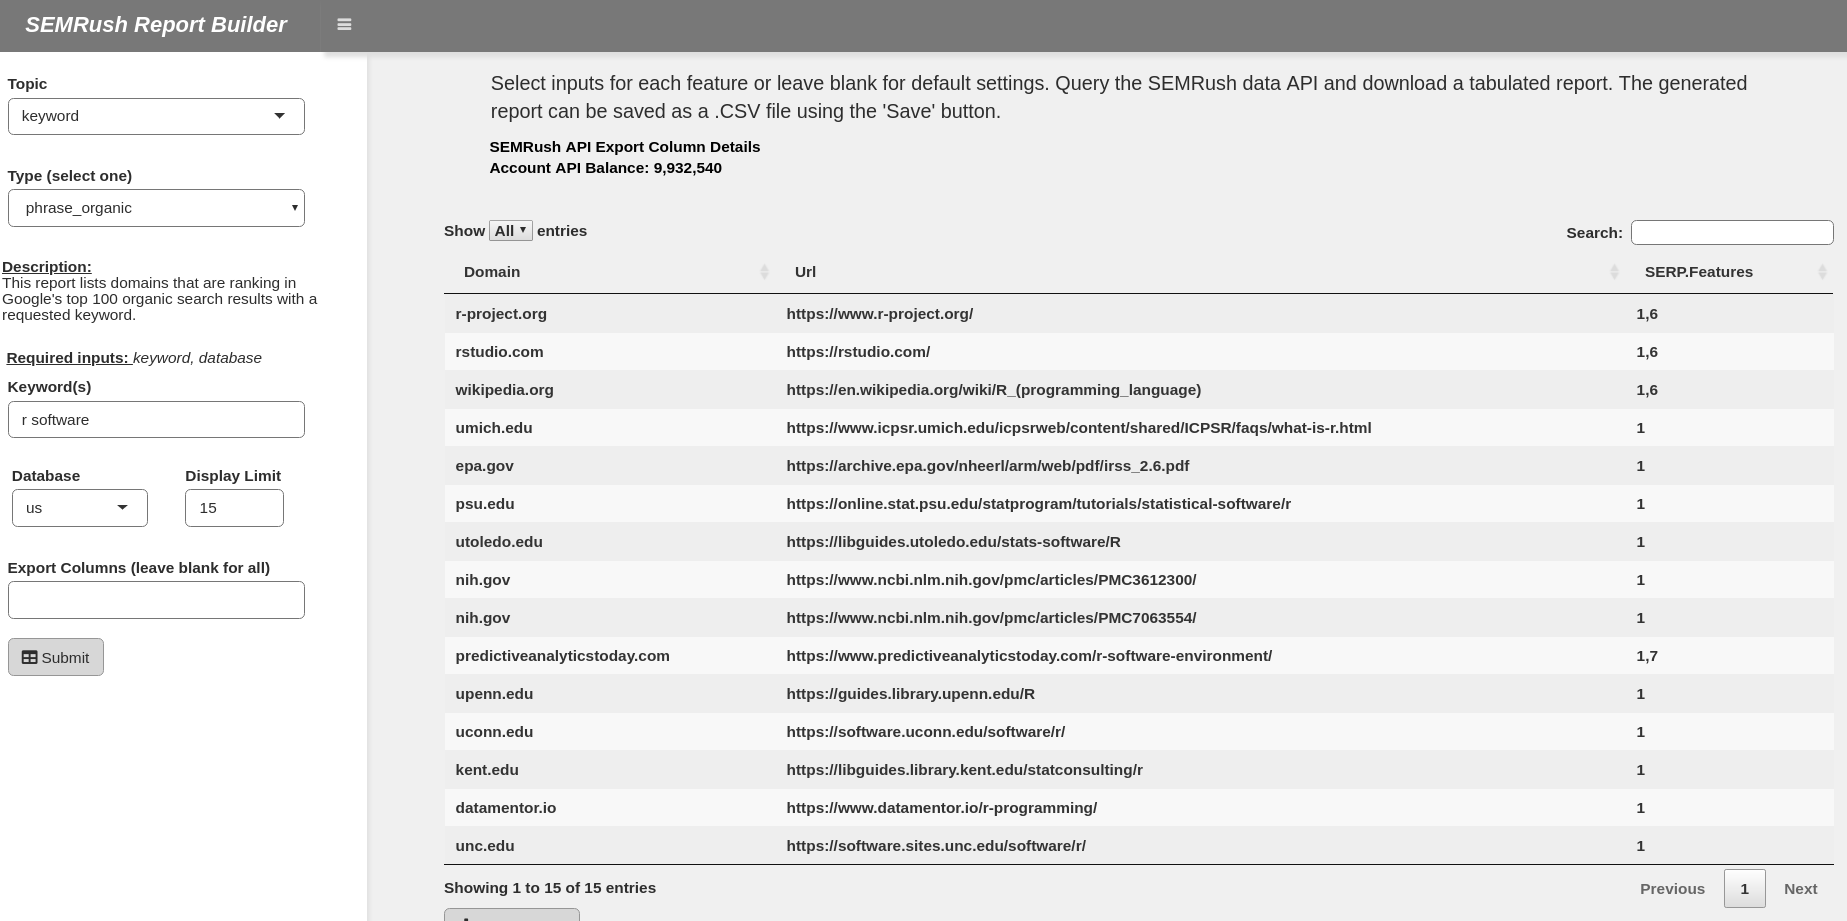 SEMRush Report Builder
Topic
keyword
Type (select one)
phrase_organic
Description:
This report lists domains that are ranking in
Google's top 100 organic search results with a
requested keyword.
Required inputs: keyword, database
Keyword(s)
r software
Database Display Limit
us 15
Export Columns (leave blank for all)
Submit
Select inputs for each feature or leave blank for default settings. Query the SEMRush data API and download a tabulated report. The generated
report can be saved as a .CSV file using the 'Save' button.
SEMRush API Export Column Details
Account API Balance: 9,932,540
Show All entries Search:
Domain Url SERP.Features
r-project.org https://www.r-project.org/ 1,6
rstudio.com https://rstudio.com/ 1,6
wikipedia.org https://en.wikipedia.org/wiki/R_(programming_language) 1,6
umich.edu https://www.icpsr.umich.edu/icpsrweb/content/shared/ICPSR/faqs/what-is-r.html 1
epa.gov https://archive.epa.gov/nheerl/arm/web/pdf/irss_2.6.pdf 1
psu.edu https://online.stat.psu.edu/statprogram/tutorials/statistical-software/r 1
utoledo.edu https://libguides.utoledo.edu/stats-software/R 1
nih.gov https://www.ncbi.nlm.nih.gov/pmc/articles/PMC3612300/ 1
nih.gov https://www.ncbi.nlm.nih.gov/pmc/articles/PMC7063554/ 1
predictiveanalyticstoday.com https://www.predictiveanalyticstoday.com/r-software-environment/ 1,7
upenn.edu https://guides.library.upenn.edu/R 1
uconn.edu https://software.uconn.edu/software/r/ 1
kent.edu https://libguides.library.kent.edu/statconsulting/r 1
datamentor.io https://www.datamentor.io/r-programming/ 1
unc.edu https://software.sites.unc.edu/software/r/ 1
Showing 1 to 15 of 15 entries Previous 1 Next